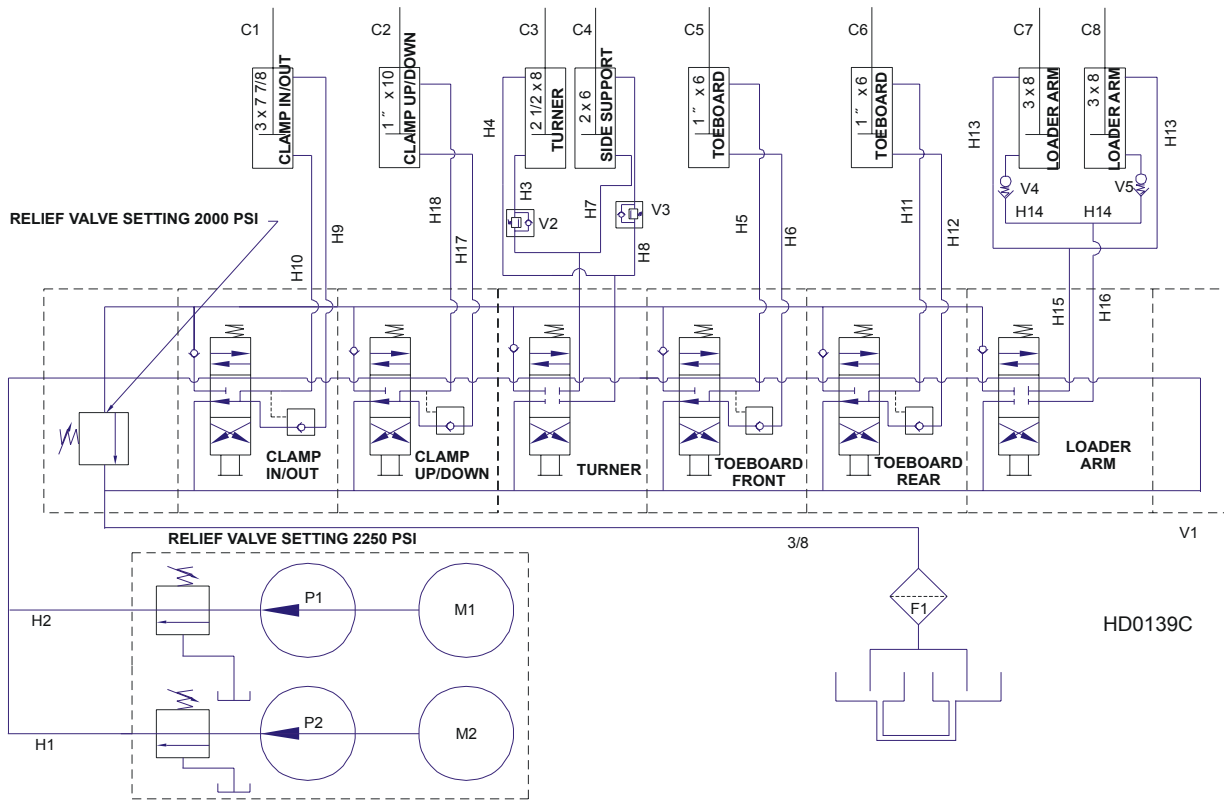 C1
C2
C3
C4
C5
C6
C7
C8
3 x 7 7/8
CLAMP IN/OUT
1 ″ x 10
CLAMP UP/DOWN
2 1/2 x 8
TURNER
2 x 6
SIDE SUPPORT
1 ″ x 6
TOEBOARD
1 ″ x 6
TOEBOARD
3 x 8
LOADER ARM
3 x 8
LOADER ARM
H4
H13
H13
H3
H7
V2
V3
V4
V5
H14
H14
RELIEF VALVE SETTING 2000 PSI
H10
H9
H18
H17
H8
H5
H6
H11
H12
H15
H16
CLAMP
IN/OUT
CLAMP
UP/DOWN
TURNER
TOEBOARD
FRONT
TOEBOARD
REAR
LOADER
ARM
V1
RELIEF VALVE SETTING 2250 PSI
3/8
P1
M1
H2
F1
HD0139C
P2
M2
H1